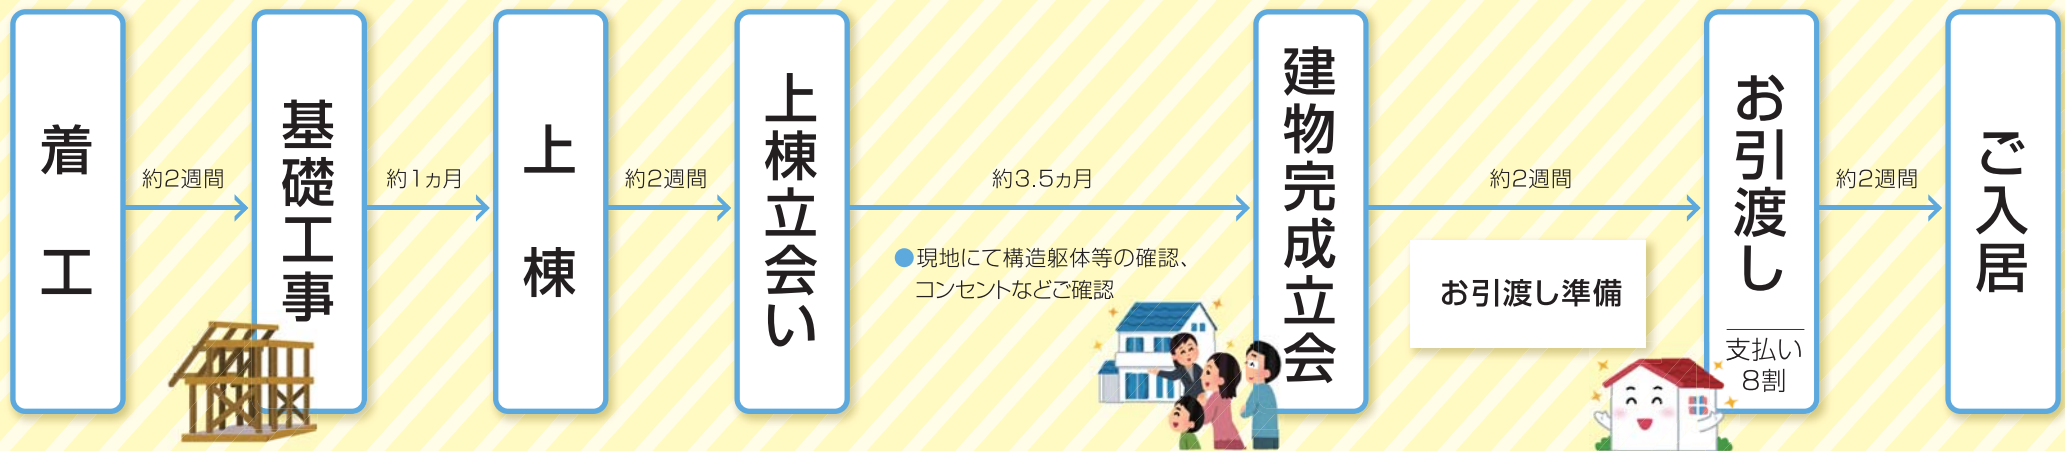 着工
約2週間
基礎工事
約1ヵ月
上棟
約2週間
上棟立会い
約3.5ヵ月
●現地にて構造躯体等の確認、
コンセントなどご確認
建物完成立会
約2週間
お引渡し準備
お引渡し
支払い
8割
約2週間
ご入居